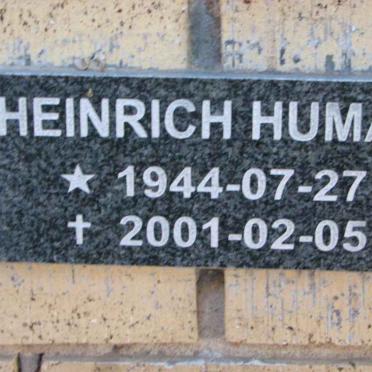 HEINRICH HUMA
★ 1944-07-27
✝ 2001-02-05